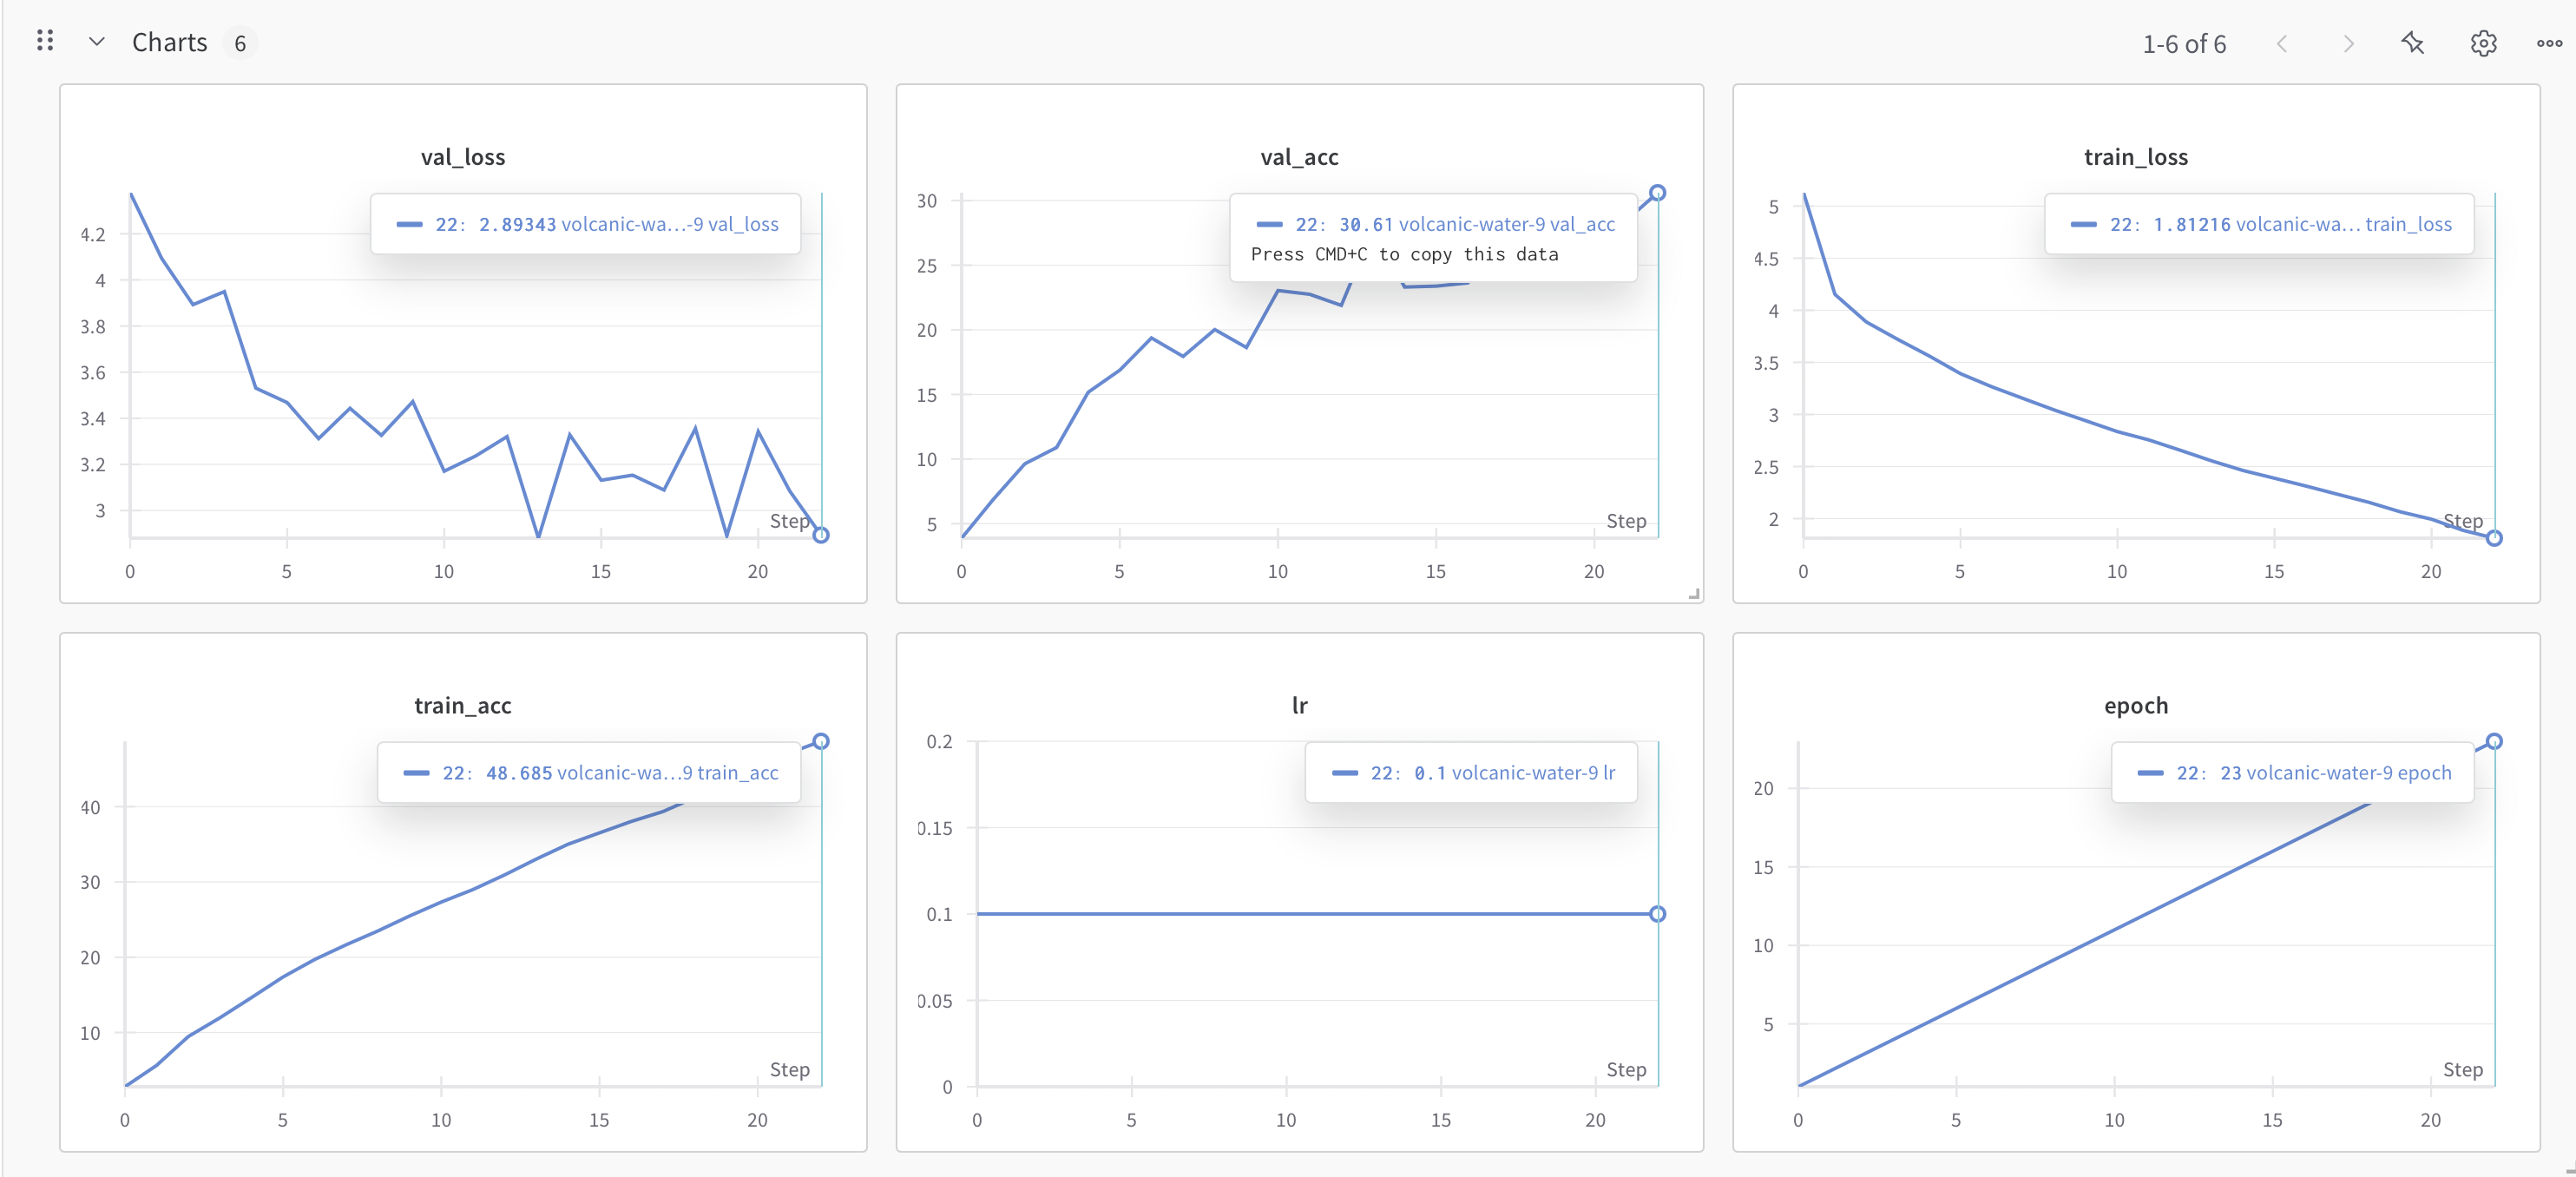 Charts 6
1-6 of 6
val_loss
22: 2.89343 volcanic-wa...-9 val_loss
4.2
4
3.8
3.6
3.4
3.2
3
Step
0 5 10 15 20
val_acc
22: 30.61 volcanic-water-9 val_acc
Press CMD+C to copy this data
30
25
20
15
10
5
Step
0 5 10 15 20
train_loss
22: 1.81216 volcanic-wa... train_loss
5
4.5
4
3.5
3
2.5
2
Step
0 5 10 15 20
train_acc
22: 48.685 volcanic-wa...9 train_acc
40
30
20
10
Step
0 5 10 15 20
lr
22: 0.1 volcanic-water-9 lr
0.2
0.15
0.1
0.05
0
Step
0 5 10 15 20
epoch
22: 23 volcanic-water-9 epoch
20
15
10
5
Step
0 5 10 15 20